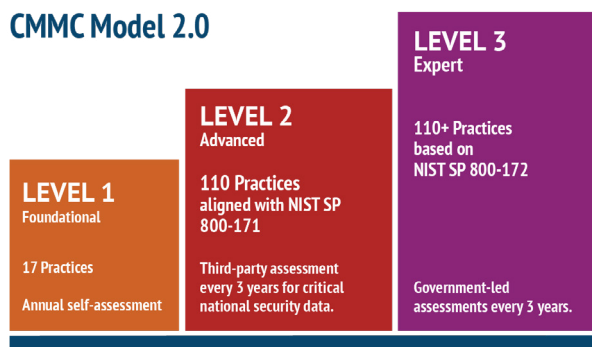 CMMC Model 2.0
LEVEL 1
Foundational
17 Practices
Annual self-assessment
LEVEL 2
Advanced
110 Practices
aligned with NIST SP
800-171
Third-party assessment
every 3 years for critical
national security data.
LEVEL 3
Expert
110+ Practices
based on
NIST SP 800-172
Government-led
assessments every 3 years.